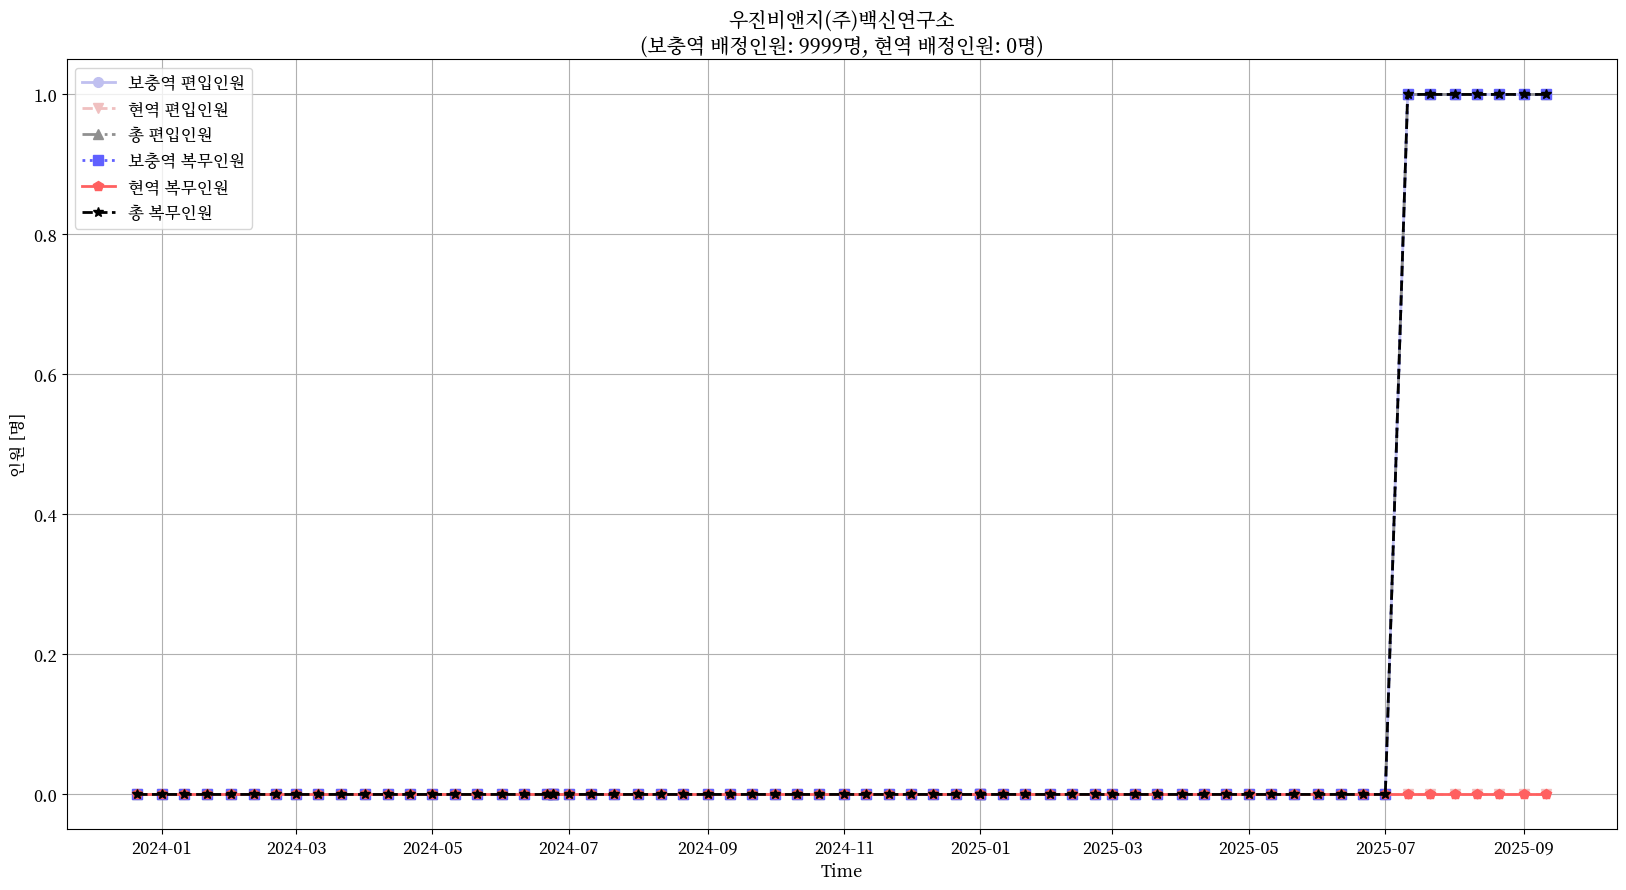 우진비앤지(주)백신연구소
(보충역 배정인원: 9999명, 현역 배정인원: 0명)
보충역 편입인원
현역 편입인원
총 편입인원
보충역 복무인원
현역 복무인원
총 복무인원
1.0
0.8
0.6
0.4
0.2
0.0
인원 [명]
2024-01 2024-03 2024-05 2024-07 2024-09 2024-11 2025-01 2025-03 2025-05 2025-07 2025-09
Time